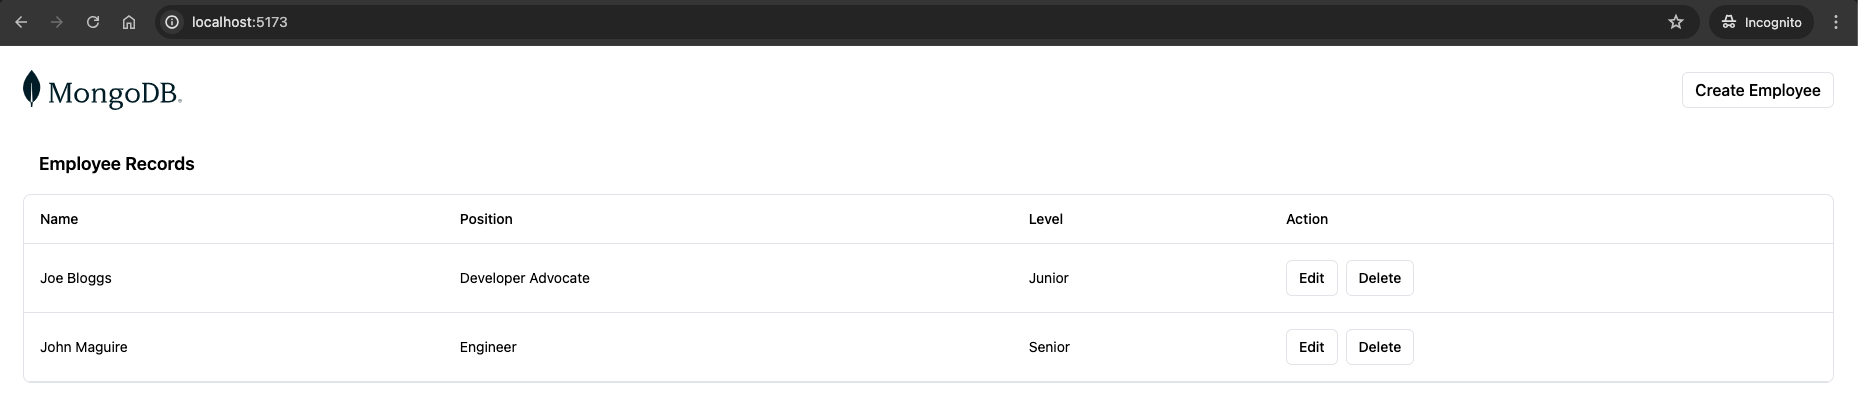 localhost:5173
Incognito
MongoDB.
Create Employee
Employee Records
Name Position Level Action
Joe Bloggs Developer Advocate Junior Edit Delete
John Maguire Engineer Senior Edit Delete